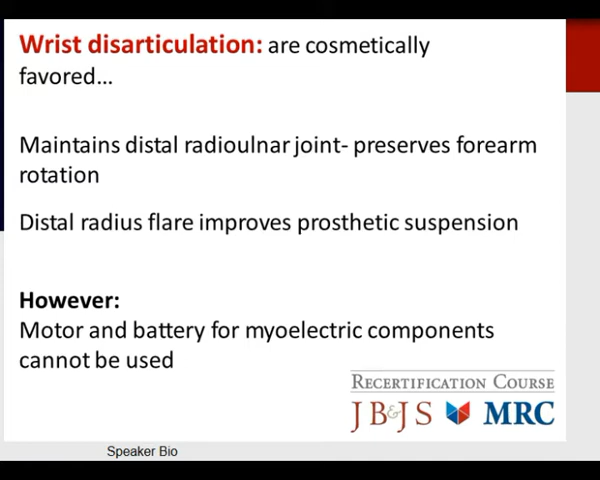 Wrist disarticulation: are cosmetically
favored...
Maintains distal radioulnar joint- preserves forearm
rotation
Distal radius flare improves prosthetic suspension
However:
Motor and battery for myoelectric components
cannot be used
RECERTIFICATION COURSE
JB&JS MRC
Speaker Bio